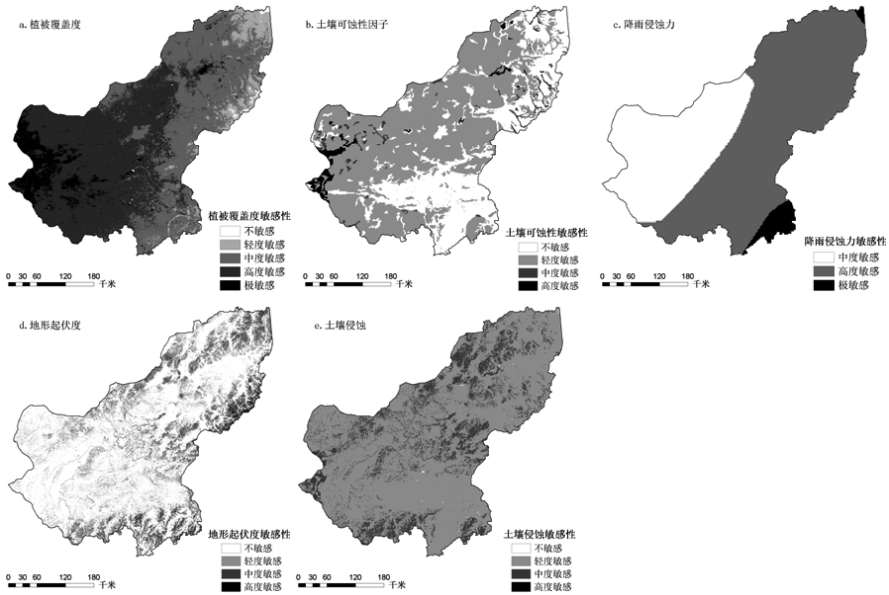 a. 植被覆盖度
植被覆盖度敏感性
不敏感
轻度敏感
中度敏感
高度敏感
极敏感
0 30 60 120 180
千米
b. 土壤可蚀性因子
土壤可蚀性敏感性
不敏感
轻度敏感
中度敏感
高度敏感
0 30 60 120 180
千米
c. 降雨侵蚀力
降雨侵蚀力敏感性
中度敏感
高度敏感
极敏感
0 30 60 120 180
千米
d. 地形起伏度
地形起伏度敏感性
不敏感
轻度敏感
中度敏感
高度敏感
0 30 60 120 180
千米
e. 土壤侵蚀
土壤侵蚀敏感性
不敏感
轻度敏感
中度敏感
高度敏感
0 30 60 120 180
千米